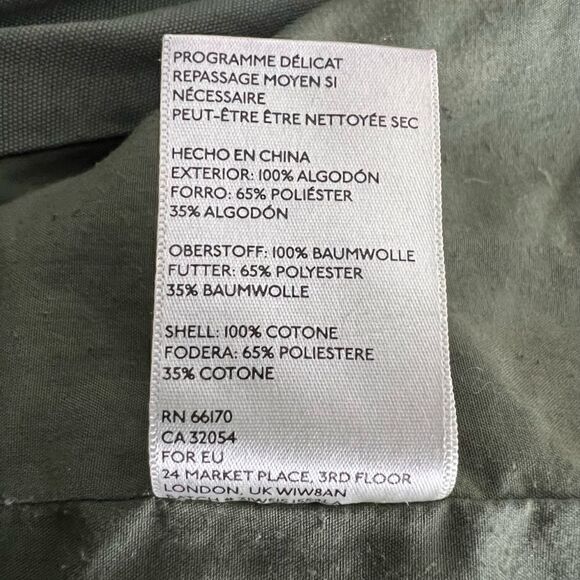 PROGRAMME DÉLICAT
REPASSAGE MOYEN SI
NÉCESSAIRE
PEUT-ÊTRE ÊTRE NETTOYÉE SEC
HECHO EN CHINA
EXTERIOR: 100% ALGODÓN
FORRO: 65% POLIÉSTER
35% ALGODÓN
OBERSTOFF: 100% BAUMWOLLE
FUTTER: 65% POLYESTER
35% BAUMWOLLE
SHELL: 100% COTONE
FODERA: 65% POLIESTERE
35% COTONE
RN 66170
CA 32054
FOR EU
24 MARKET PLACE, 3RD FLOOR
LONDON, UK W1W8AN